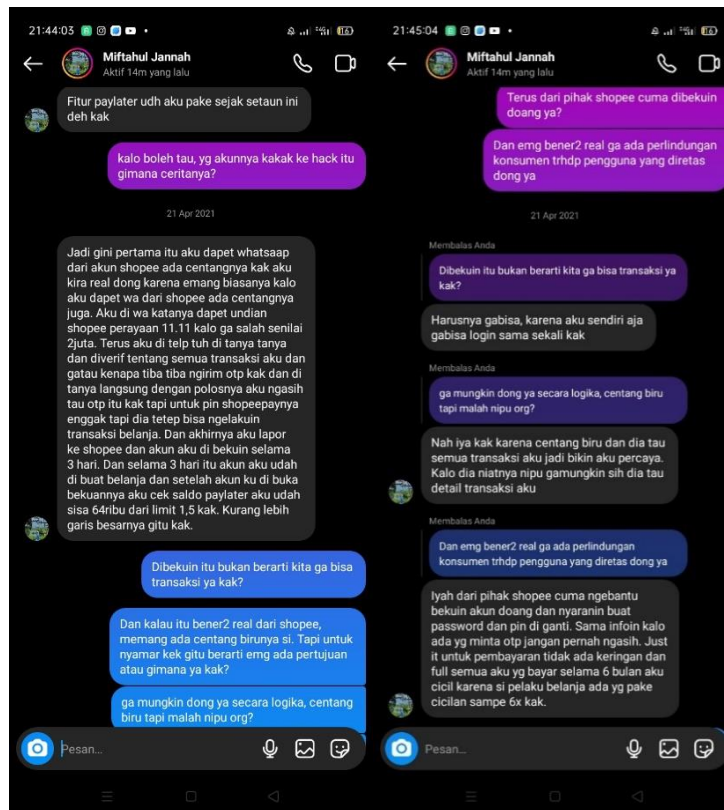 21:44:03
Miftahul Jannah
Aktif 14m yang lalu
Fitur paylater udh aku pake sejak setaun ini
deh kak
kalo boleh tau, yg akunnya kakak ke hack itu
gimana ceritanya?
21 Apr 2021
Jadi gini pertama itu aku dapet whatsaap
dari akun shopee ada centangnya kak aku
kira real dong karena emang biasanya kalo
aku dapet wa dari shopee ada centangnya
juga. Aku di wa katanya dapet undian
shopee perayaan 11.11 kalo ga salah senilai
2juta. Terus aku di telp tuh di tanya tanya
dan diverif tentang semua transaksi aku dan
gatau kenapa tiba tiba ngirim otp kak dan di
tanya langsung dengan polosnya aku ngasih
tau otp itu kak tapi untuk pin shopeepaynya
enggak tapi dia tetep bisa ngelakuin
transaksi belanja. Dan akhirnya aku lapor
ke shopee dan akun aku di bekuin selama
3 hari. Dan selama 3 hari itu akun aku udah
di buat belanja dan setelah akun ku di buka
bekuannya aku cek saldo paylater aku udah
sisa 64ribu dari limit 1,5 kak. Kurang lebih
garis besarnya gitu kak.
Dibekuin itu bukan berarti kita ga bisa
transaksi ya kak?
Dan kalau itu bener2 real dari shopee,
memang ada centang birunya si. Tapi untuk
nyamar kek gitu berarti emg ada pertujuan
atau gimana ya kak?
ga mungkin dong ya secara logika, centang
biru tapi malah nipu org?
Pesan...
21:45:04
Miftahul Jannah
Aktif 14m yang lalu
Terus dari pihak shopee cuma dibekuin
doang ya?
Dan emg bener2 real ga ada perlindungan
konsumen trhdp pengguna yang diretas
dong ya
21 Apr 2021
Membalas Anda
Dibekuin itu bukan berarti kita ga bisa transaksi ya
kak?
Harusnya gabisa, karena aku sendiri aja
gabisa login sama sekali kak
Membalas Anda
ga mungkin dong ya secara logika, centang biru
tapi malah nipu org?
Nah iya kak karena centang biru dan dia tau
semua transaksi aku jadi bikin aku percaya.
Kalo dia niatnya nipu gamungkin sih dia tau
detail transaksi aku
Membalas Anda
Dan emg bener2 real ga ada perlindungan
konsumen trhdp pengguna yang diretas dong ya
Iyah dari pihak shopee cuma ngebantu
bekuin akun doang dan nyaranin buat
password dan pin di ganti. Sama infoin kalo
ada yg minta otp jangan pernah ngasih. Just
it untuk pembayaran tidak ada keringan dan
full semua aku yg bayar selama 6 bulan aku
cicil karena si pelaku belanja ada yg pake
cicilan sampe 6x kak.
Pesan...